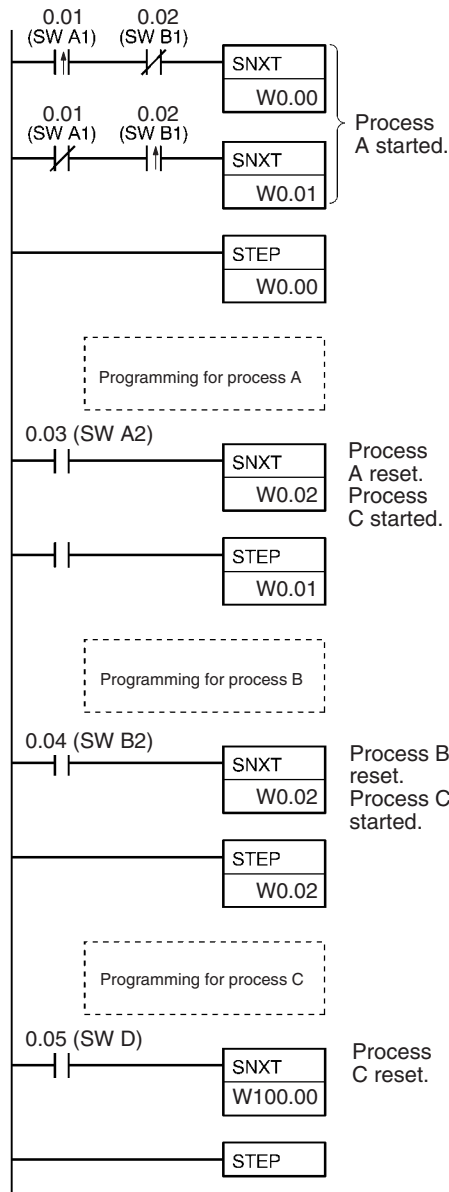 0.01 0.02
(SW A1) (SW B1)
SNXT
W0.00
Process
A started.
0.01 0.02
(SW A1) (SW B1)
SNXT
W0.01
STEP
W0.00
Programming for process A
0.03 (SW A2)
SNXT
W0.02
Process
A reset.
Process
C started.
STEP
W0.01
Programming for process B
0.04 (SW B2)
SNXT
W0.02
Process B
reset.
Process C
started.
STEP
W0.02
Programming for process C
0.05 (SW D)
SNXT
W100.00
Process
C reset.
STEP